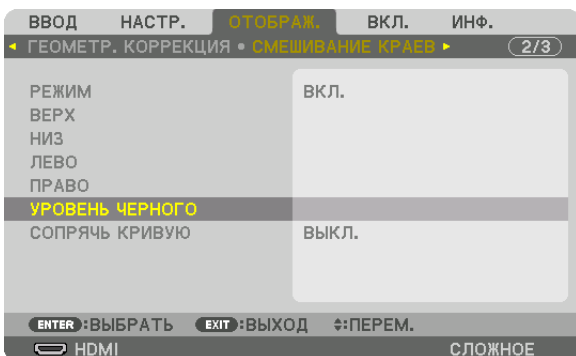 ВВОД НАСТР. ОТОБРАЖ. ВКЛ. ИНФ.
ГЕОМЕТР. КОРРЕКЦИЯ • СМЕШИВАНИЕ КРАЕВ 2/3
РЕЖИМ ВКЛ.
ВЕРХ
НИЗ
ЛЕВО
ПРАВО
УРОВЕНЬ ЧЕРНОГО
СОПРЯЧЬ КРИВУЮ ВЫКЛ.
ENTER :ВЫБРАТЬ EXIT :ВЫХОД :ПЕРЕМ.
HDMI СЛОЖНОЕ